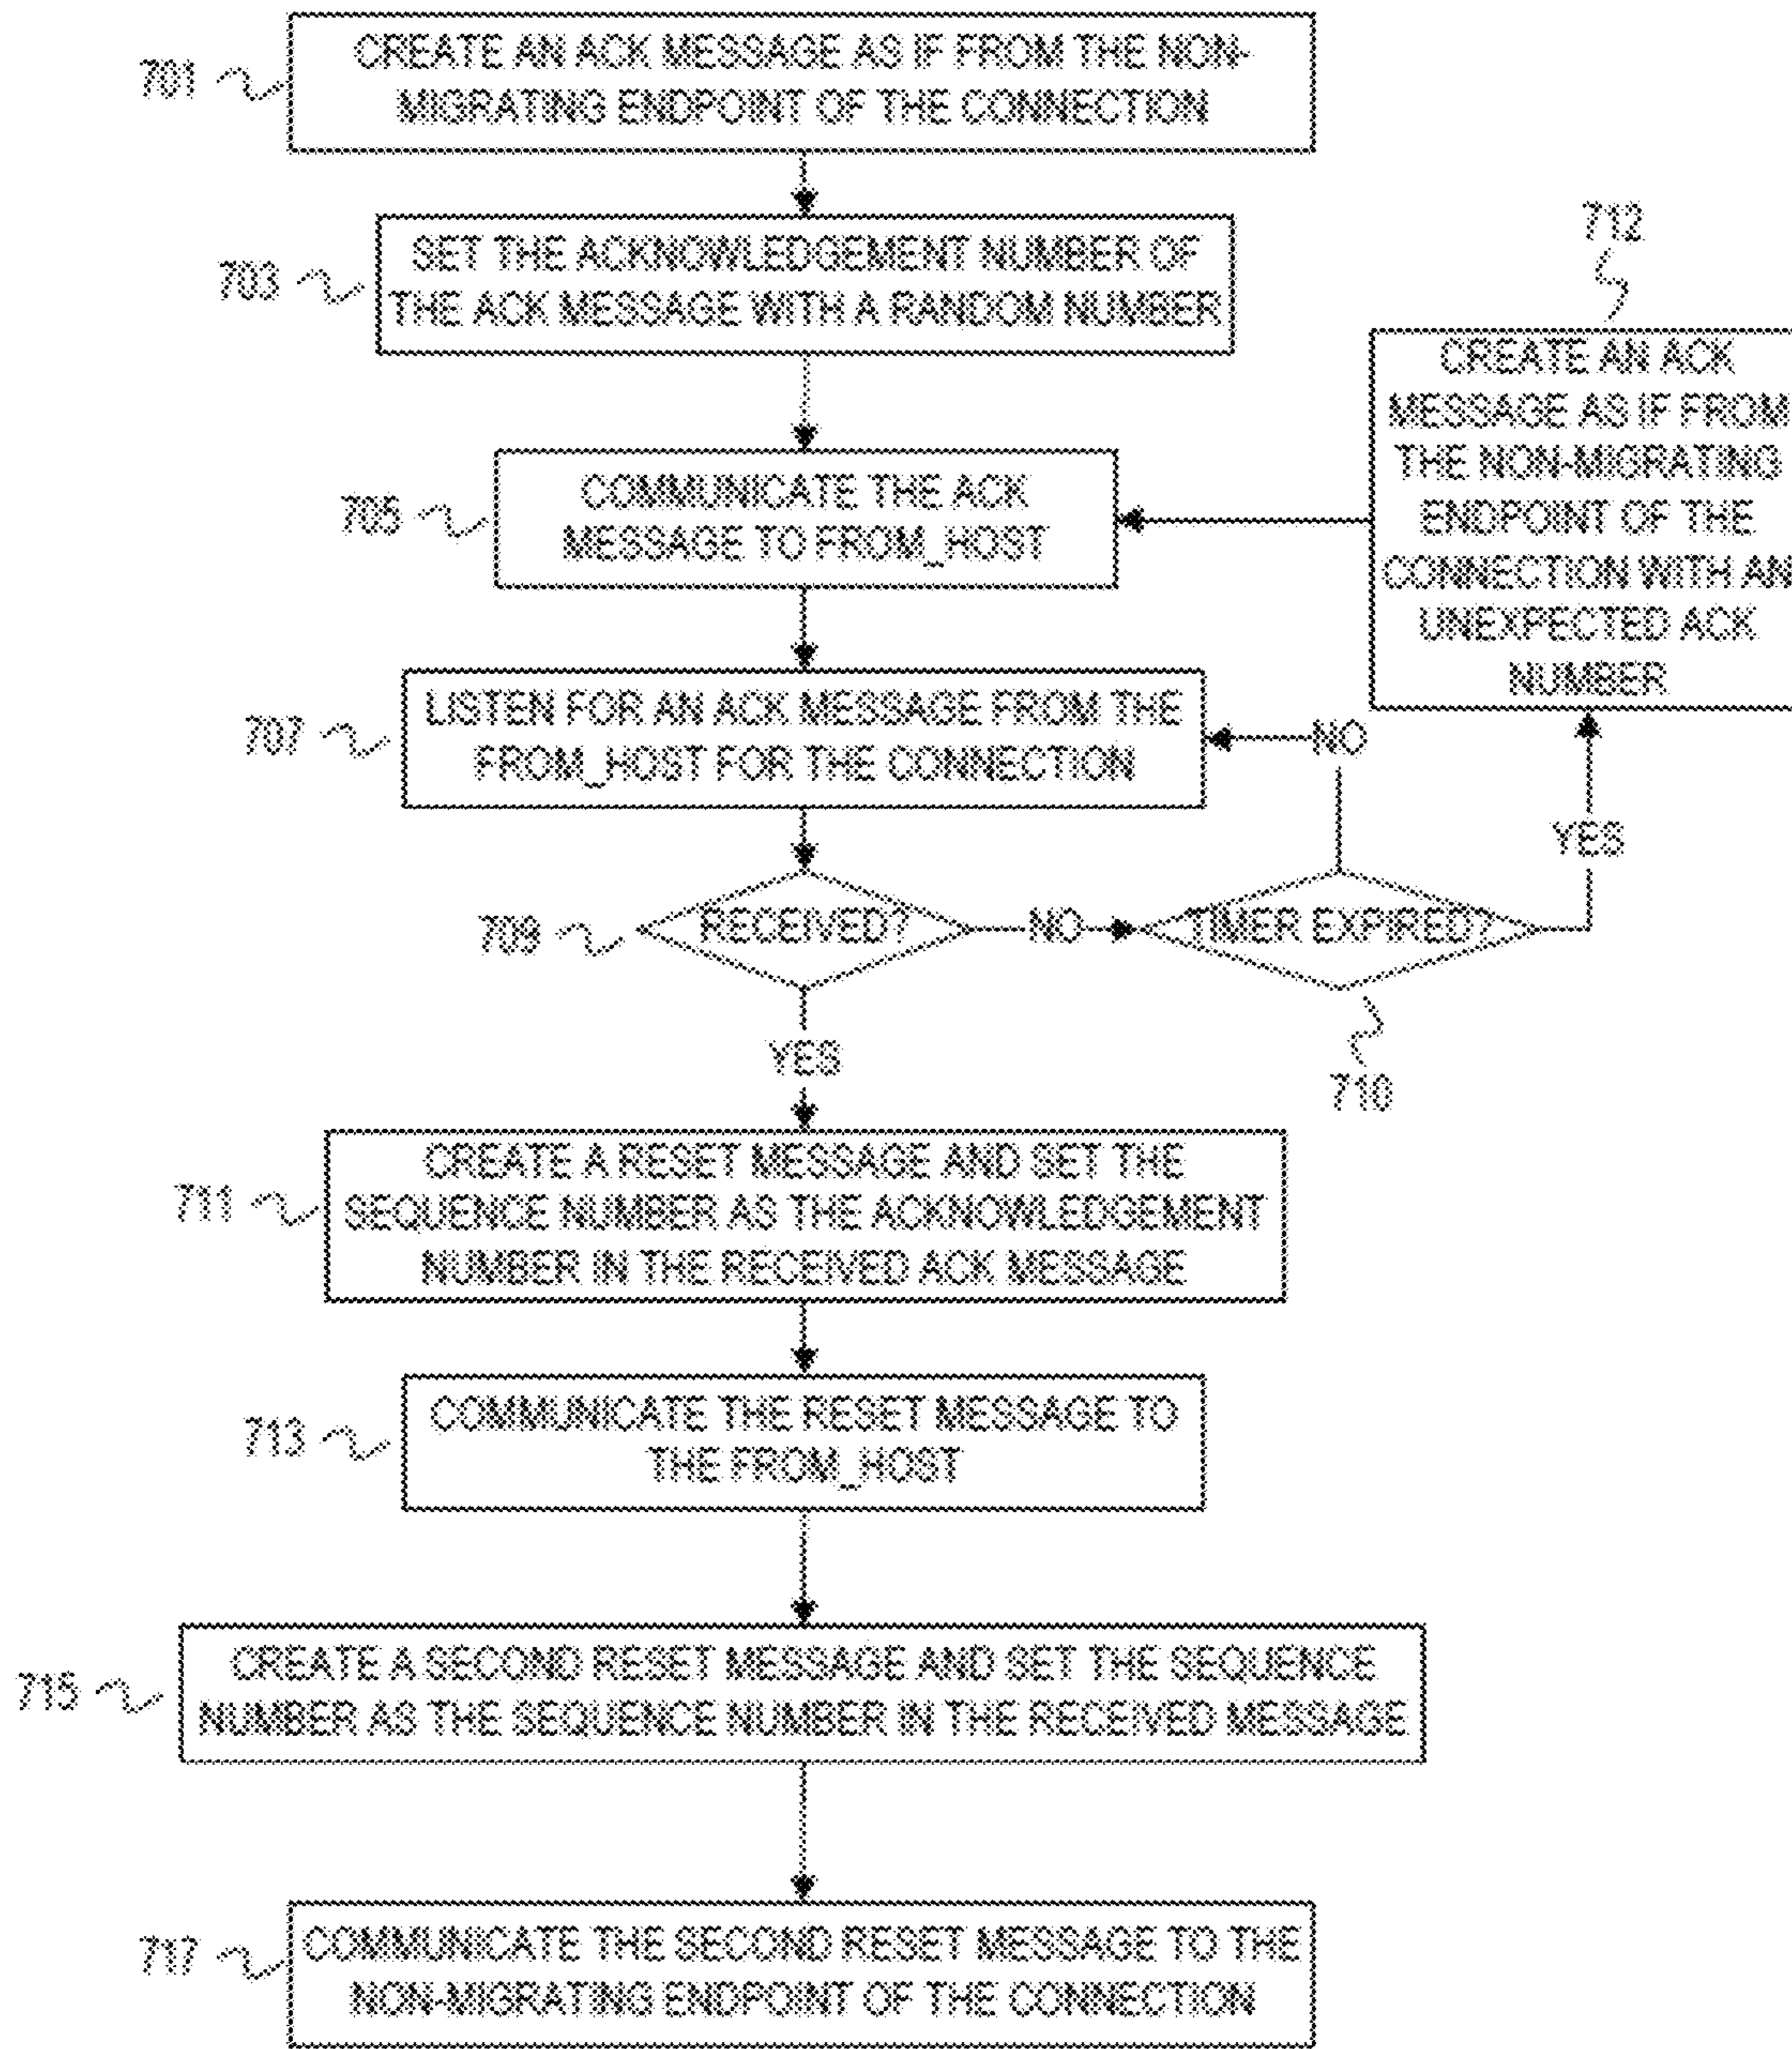 701
CREATE AN ACK MESSAGE AS IF FROM THE NON-
MIGRATING ENDPOINT OF THE CONNECTION
703
SET THE ACKNOWLEDGEMENT NUMBER OF
THE ACK MESSAGE WITH A RANDOM NUMBER
712
CREATE AN ACK
MESSAGE AS IF FROM
THE NON-MIGRATING
ENDPOINT OF THE
CONNECTION WITH AN
UNEXPECTED ACK
NUMBER
705
COMMUNICATE THE ACK
MESSAGE TO FROM_HOST
707
LISTEN FOR AN ACK MESSAGE FROM THE
FROM_HOST FOR THE CONNECTION
NO
YES
709
RECEIVED?
NO
TIMER EXPIRED?
710
YES
711
CREATE A RESET MESSAGE AND SET THE
SEQUENCE NUMBER AS THE ACKNOWLEDGEMENT
NUMBER IN THE RECEIVED ACK MESSAGE
713
COMMUNICATE THE RESET MESSAGE TO
THE FROM_HOST
715
CREATE A SECOND RESET MESSAGE AND SET THE SEQUENCE
NUMBER AS THE SEQUENCE NUMBER IN THE RECEIVED MESSAGE
717
COMMUNICATE THE SECOND RESET MESSAGE TO THE
NON-MIGRATING ENDPOINT OF THE CONNECTION